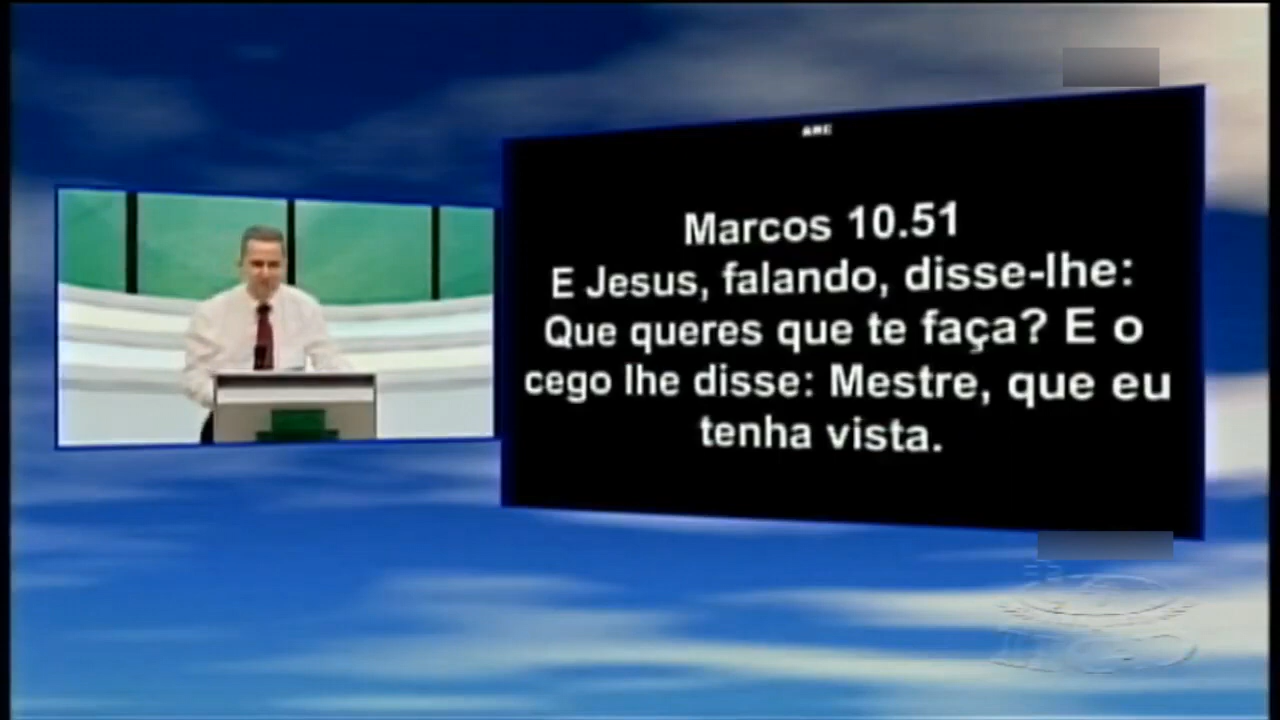 Marcos 10.51
E Jesus, falando, disse-lhe:
Que queres que te faça? E o
cego lhe disse: Mestre, que eu
tenha vista.